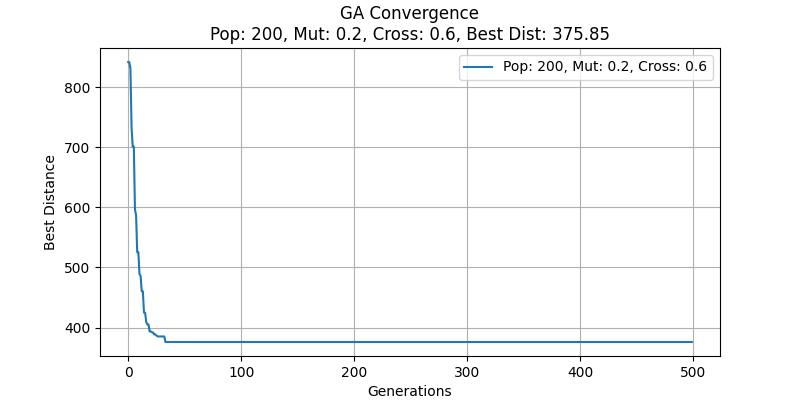 GA Convergence
Pop: 200, Mut: 0.2, Cross: 0.6, Best Dist: 375.85
Pop: 200, Mut: 0.2, Cross: 0.6
Best Distance
800
700
600
500
400
0 100 200 300 400 500
Generations